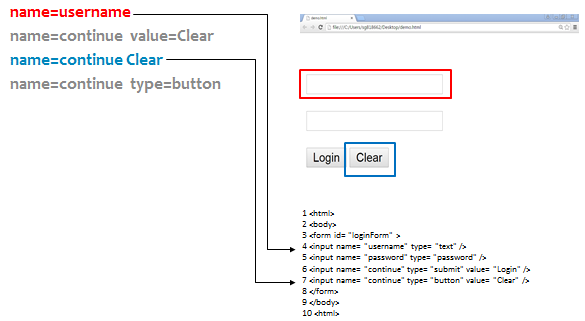 name=username
name=continue value=Clear
name=continue Clear
name=continue type=button
demo.html
Login
Clear
1 <html>
2 <body>
3 <form id= "loginForm" >
4 <input name= "username" type= "text" />
5 <input name= "password" type= "password" />
6 <input name= "continue" type= "submit" value= "Login" />
7 <input name= "continue" type= "button" value= "Clear" />
8 </form>
9 </body>
10 <html>